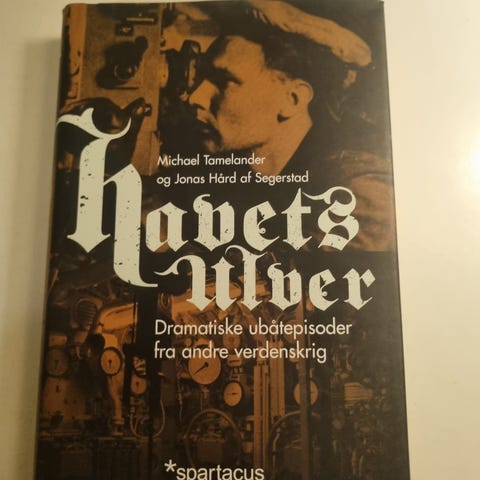 Michael Tamelander
og Jonas Hård af Segerstad
Havets
Ulver
Dramatiske ubåtepisoder
fra andre verdenskrig
*spartacus